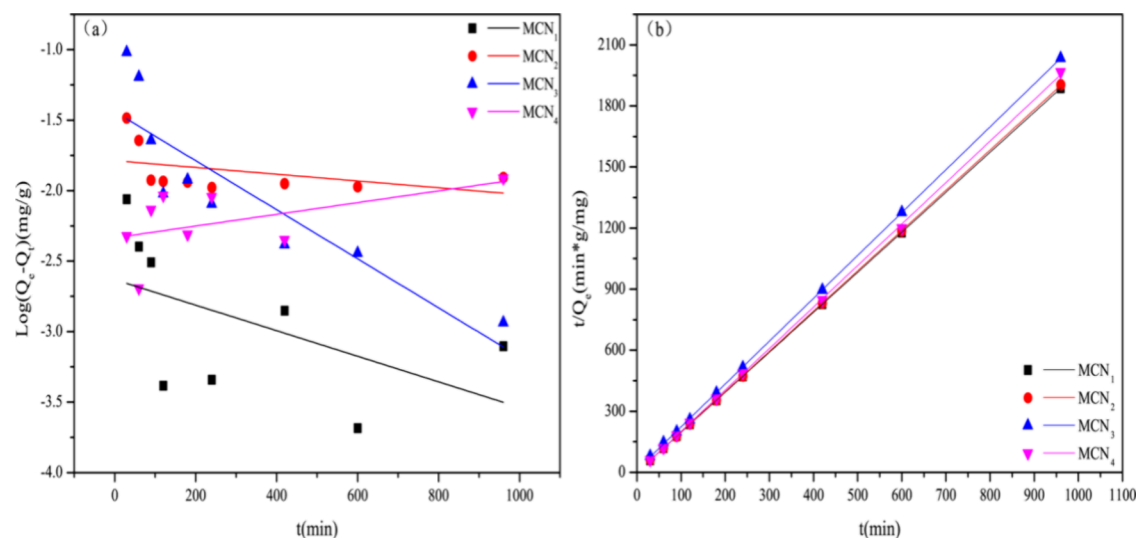 (a)
MCN₁
MCN₂
MCN₃
MCN₄
-1.0
-1.5
-2.0
-2.5
-3.0
-3.5
-4.0
Log(Qₑ-Qₜ)(mg/g)
0 200 400 600 800 1000
t(min)
(b)
2100
1800
1500
1200
900
600
300
0
t/Qₑ(min*g/mg)
MCN₁
MCN₂
MCN₃
MCN₄
0 100 200 300 400 500 600 700 800 900 1000 1100
t(min)